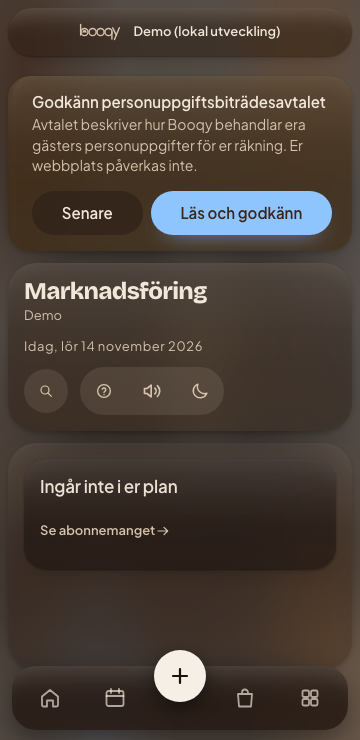 booqy Demo (lokal utveckling)
Godkänn personuppgiftsbiträdesavtalet
Avtalet beskriver hur Booqy behandlar era
gästers personuppgifter för er räkning. Er
webbplats påverkas inte.
Senare Läs och godkänn
Marknadsföring
Demo
Idag, lör 14 november 2026
Ingår inte i er plan
Se abonnemanget→